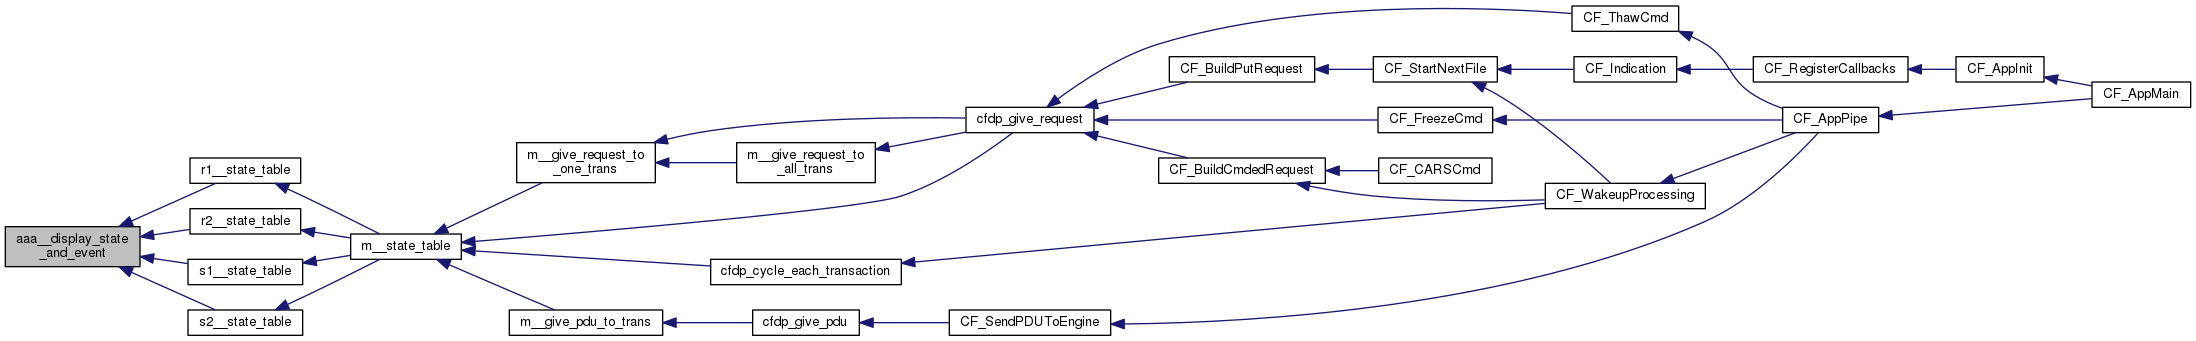 aaa__display_state
_and_event
r1__state_table
r2__state_table
s1__state_table
s2__state_table
m__state_table
m__give_request_to
_one_trans
m__give_request_to
_all_trans
cfdp_cycle_each_transaction
m__give_pdu_to_trans
cfdp_give_pdu
cfdp_give_request
CF_SendPDUToEngine
CF_ThawCmd
CF_BuildPutRequest
CF_StartNextFile
CF_Indication
CF_RegisterCallbacks
CF_AppInit
CF_AppMain
CF_FreezeCmd
CF_AppPipe
CF_BuildCmdedRequest
CF_CARSCmd
CF_WakeupProcessing